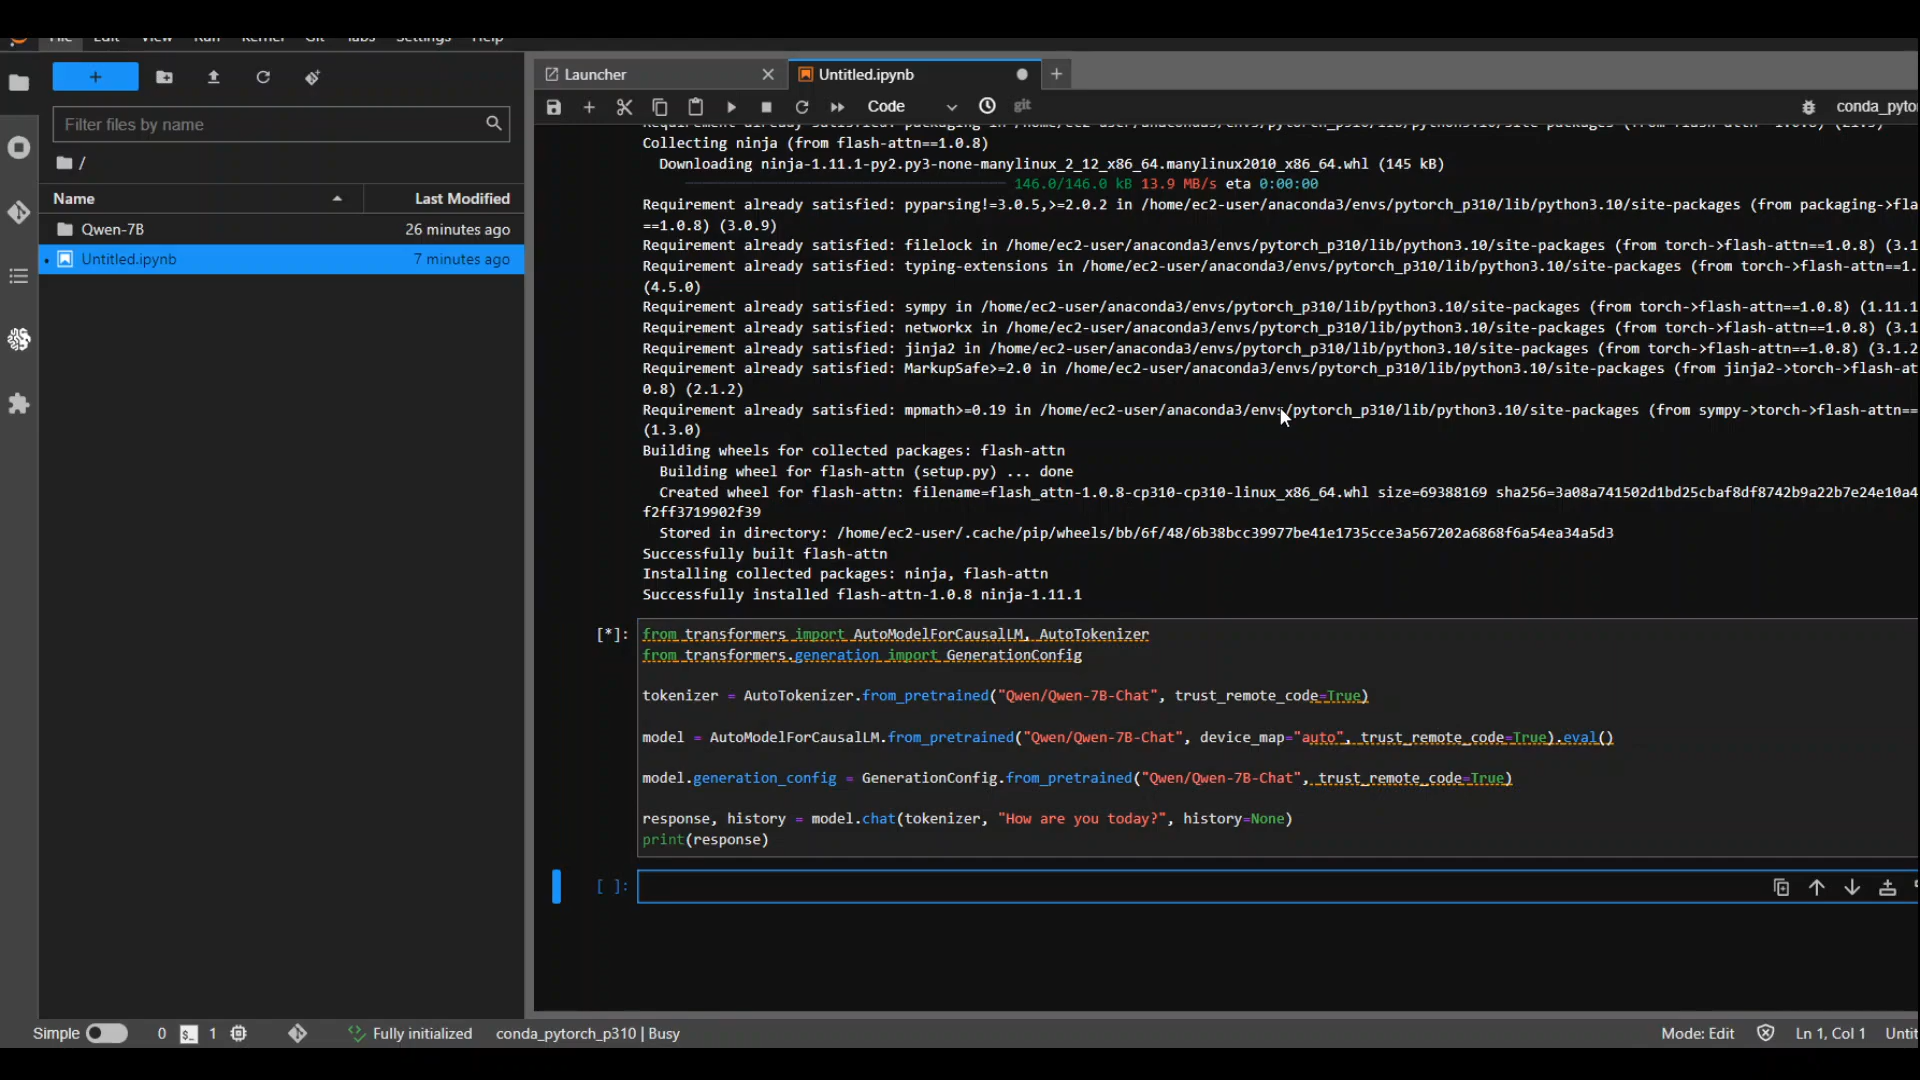 File Edit View Run Kernel Git Tabs Settings Help
Launcher
Untitled.ipynb
Code
git
Filter files by name
/
Name Last Modified
Qwen-7B 26 minutes ago
Untitled.ipynb 7 minutes ago
Collecting ninja (from flash-attn==1.0.8)
Downloading ninja-1.11.1-py2.py3-none-manylinux_2_12_x86_64.manylinux2010_x86_64.whl (145 kB)
146.0/146.0 kB 13.9 MB/s eta 0:00:00
Requirement already satisfied: pyparsing!=3.0.5,>=2.0.2 in /home/ec2-user/anaconda3/envs/pytorch_p310/lib/python3.10/site-packages (from packaging->fla
==1.0.8) (3.0.9)
Requirement already satisfied: filelock in /home/ec2-user/anaconda3/envs/pytorch_p310/lib/python3.10/site-packages (from torch->flash-attn==1.0.8) (3.1
Requirement already satisfied: typing-extensions in /home/ec2-user/anaconda3/envs/pytorch_p310/lib/python3.10/site-packages (from torch->flash-attn==1.
(4.5.0)
Requirement already satisfied: sympy in /home/ec2-user/anaconda3/envs/pytorch_p310/lib/python3.10/site-packages (from torch->flash-attn==1.0.8) (1.11.1
Requirement already satisfied: networkx in /home/ec2-user/anaconda3/envs/pytorch_p310/lib/python3.10/site-packages (from torch->flash-attn==1.0.8) (3.1
Requirement already satisfied: jinja2 in /home/ec2-user/anaconda3/envs/pytorch_p310/lib/python3.10/site-packages (from torch->flash-attn==1.0.8) (3.1.2
Requirement already satisfied: MarkupSafe>=2.0 in /home/ec2-user/anaconda3/envs/pytorch_p310/lib/python3.10/site-packages (from jinja2->torch->flash-at
0.8) (2.1.2)
Requirement already satisfied: mpmath>=0.19 in /home/ec2-user/anaconda3/envs/pytorch_p310/lib/python3.10/site-packages (from sympy->torch->flash-attn==
(1.3.0)
Building wheels for collected packages: flash-attn
Building wheel for flash-attn (setup.py) ... done
Created wheel for flash-attn: filename=flash_attn-1.0.8-cp310-cp310-linux_x86_64.whl size=69388169 sha256=3a08a741502d1bd25cbaf8df8742b9a22b7e24e10a4
f2ff3719902f39
Stored in directory: /home/ec2-user/.cache/pip/wheels/bb/6f/48/6b38bcc39977be41e1735cce3a567202a6868f6a54ea34a5d3
Successfully built flash-attn
Installing collected packages: ninja, flash-attn
Successfully installed flash-attn-1.0.8 ninja-1.11.1
[*]: from transformers import AutoModelForCausalLM, AutoTokenizer
from transformers.generation import GenerationConfig
tokenizer = AutoTokenizer.from_pretrained("Qwen/Qwen-7B-Chat", trust_remote_code=True)
model = AutoModelForCausalLM.from_pretrained("Qwen/Qwen-7B-Chat", device_map="auto", trust_remote_code=True).eval()
model.generation_config = GenerationConfig.from_pretrained("Qwen/Qwen-7B-Chat", trust_remote_code=True)
response, history = model.chat(tokenizer, "How are you today?", history=None)
print(response)
[ ]:
Simple 0 1 Fully initialized conda_pytorch_p310 | Busy Mode: Edit Ln 1, Col 1 Untit
conda_pyto